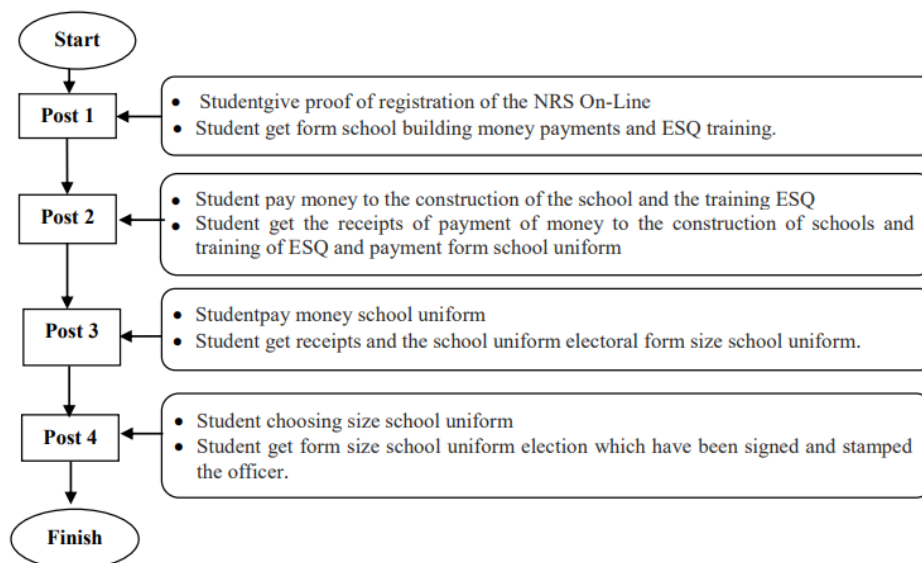 Start
Post 1
• Studentgive proof of registration of the NRS On-Line
• Student get form school building money payments and ESQ training.
Post 2
• Student pay money to the construction of the school and the training ESQ
• Student get the receipts of payment of money to the construction of schools and
training of ESQ and payment form school uniform
Post 3
• Studentpay money school uniform
• Student get receipts and the school uniform electoral form size school uniform.
Post 4
• Student choosing size school uniform
• Student get form size school uniform election which have been signed and stamped
the officer.
Finish